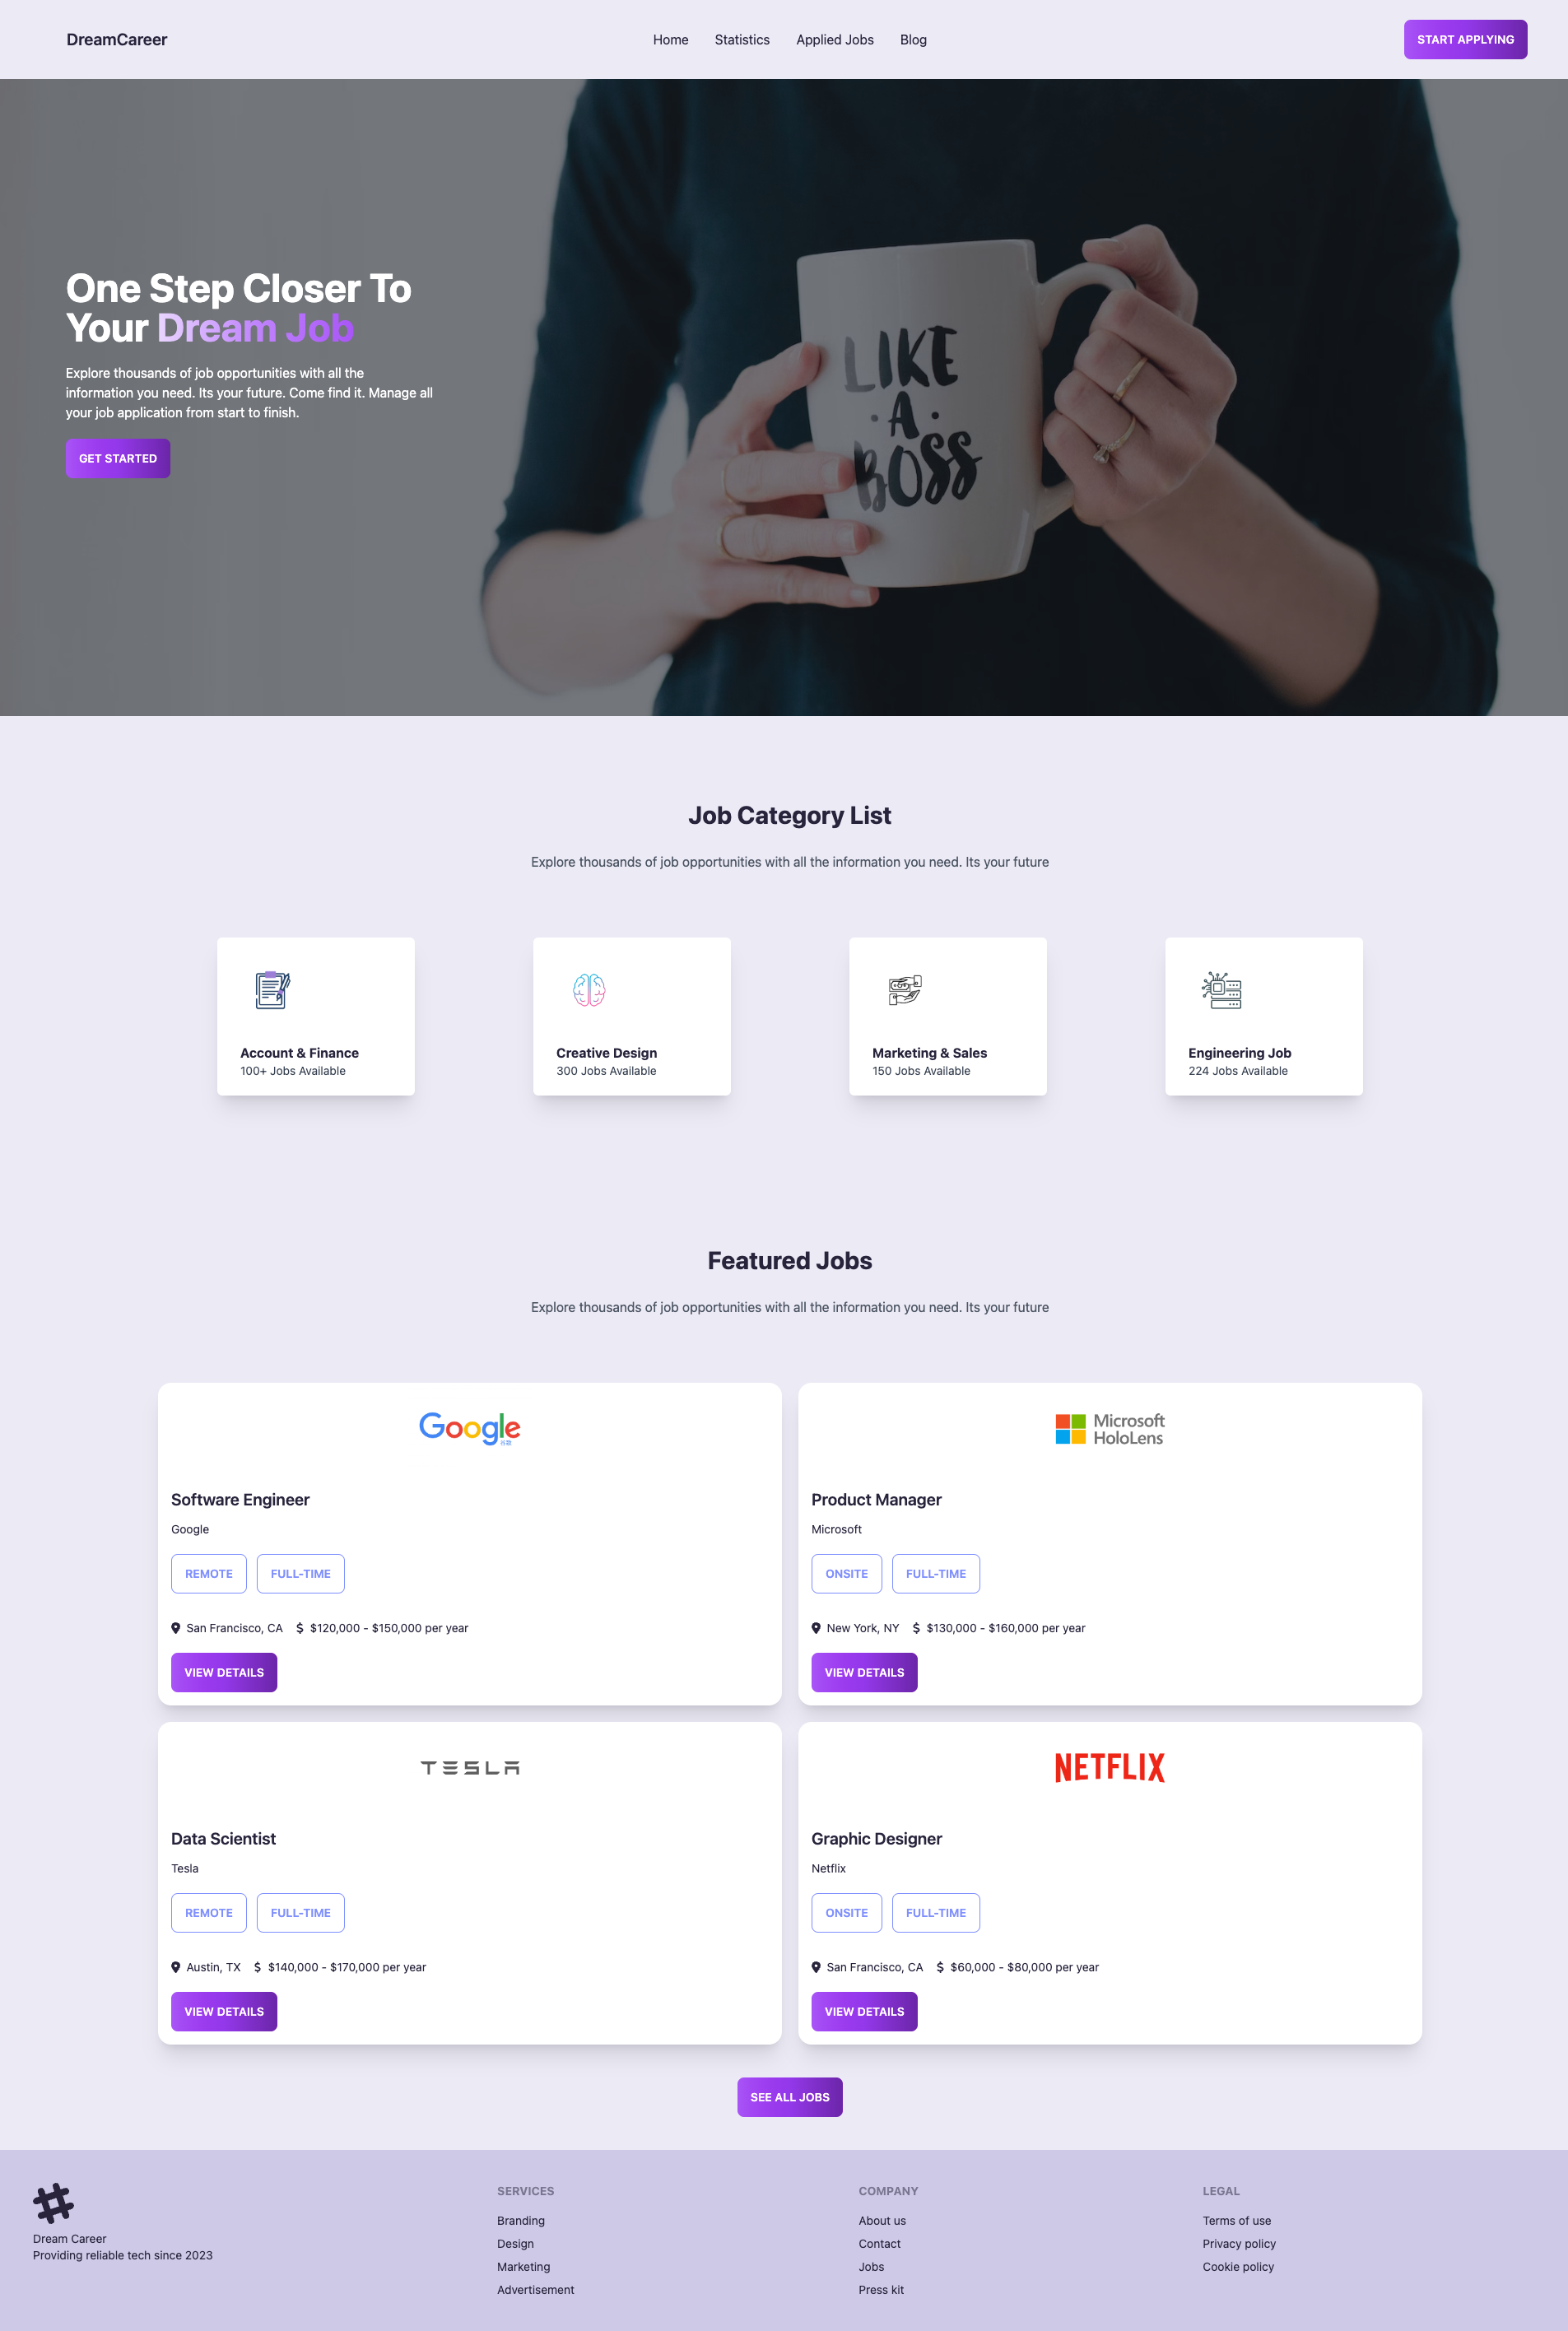 DreamCareer
Home
Statistics
Applied Jobs
Blog
START APPLYING
One Step Closer To
Your Dream Job
Explore thousands of job opportunities with all the
information you need. Its your future. Come find it. Manage all
your job application from start to finish.
GET STARTED
LIKE
·A·
BOSS
Job Category List
Explore thousands of job opportunities with all the information you need. Its your future
Account & Finance
100+ Jobs Available
Creative Design
300 Jobs Available
Marketing & Sales
150 Jobs Available
Engineering Job
224 Jobs Available
Featured Jobs
Explore thousands of job opportunities with all the information you need. Its your future
Google
Software Engineer
Google
REMOTE
FULL-TIME
San Francisco, CA
$ $120,000 - $150,000 per year
VIEW DETAILS
Microsoft
HoloLens
Product Manager
Microsoft
ONSITE
FULL-TIME
New York, NY
$ $130,000 - $160,000 per year
VIEW DETAILS
TESLA
Data Scientist
Tesla
REMOTE
FULL-TIME
Austin, TX
$ $140,000 - $170,000 per year
VIEW DETAILS
NETFLIX
Graphic Designer
Netflix
ONSITE
FULL-TIME
San Francisco, CA
$ $60,000 - $80,000 per year
VIEW DETAILS
SEE ALL JOBS
Dream Career
Providing reliable tech since 2023
SERVICES
Branding
Design
Marketing
Advertisement
COMPANY
About us
Contact
Jobs
Press kit
LEGAL
Terms of use
Privacy policy
Cookie policy